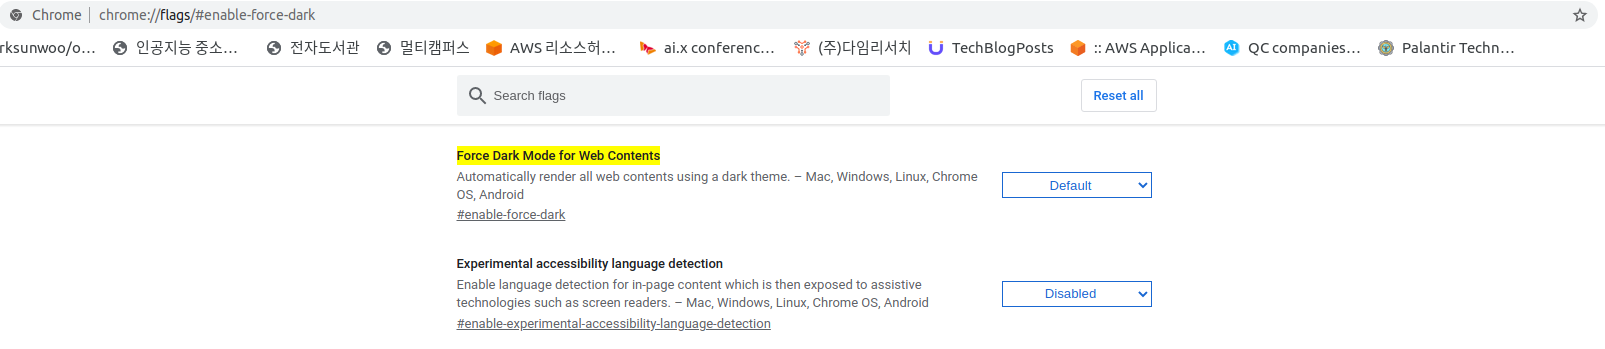 Chrome | chrome://flags/#enable-force-dark
rksunwoo/o... 인공지능 중소... 전자도서관 멀티캠퍼스 AWS 리소스허... ai.x conferenc... (주)다임리서치 TechBlogPosts :: AWS Applica... QC companies... Palantir Techn...
Search flags
Reset all
Force Dark Mode for Web Contents
Automatically render all web contents using a dark theme. – Mac, Windows, Linux, Chrome
OS, Android
#enable-force-dark
Default
Experimental accessibility language detection
Enable language detection for in-page content which is then exposed to assistive
technologies such as screen readers. – Mac, Windows, Linux, Chrome OS, Android
#enable-experimental-accessibility-language-detection
Disabled